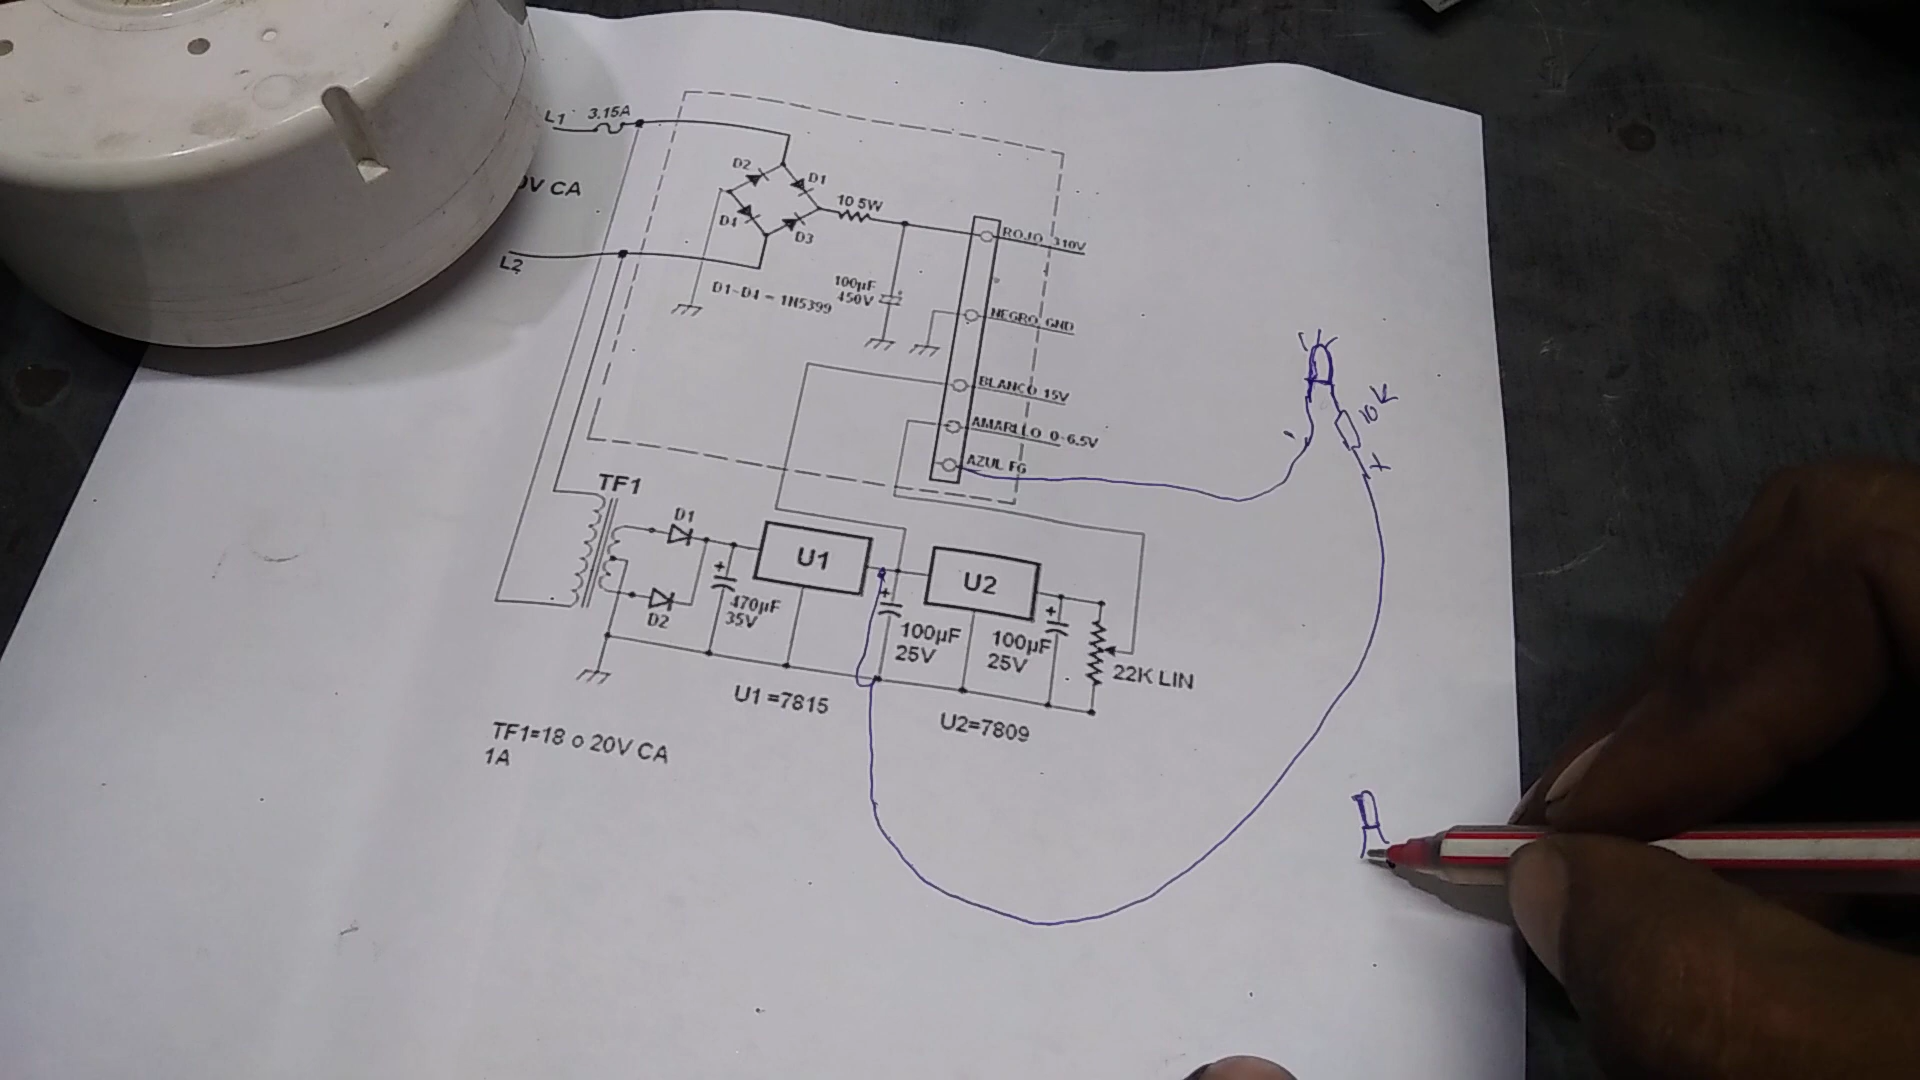 L1 3.15A
0V CA
L2
D2
D1
D4
D3
10 5W
D1-D4 = 1N5399
100µF
450V
ROJO 310V
NEGRO GND
BLANCO 15V
AMARILLO 0-6.5V
AZUL FG
10K
TF1
D1
D2
+
470µF
35V
U1
+
100µF
25V
U2
+
100µF
25V
22K LIN
U1=7815
U2=7809
TF1=18 o 20V CA
1A